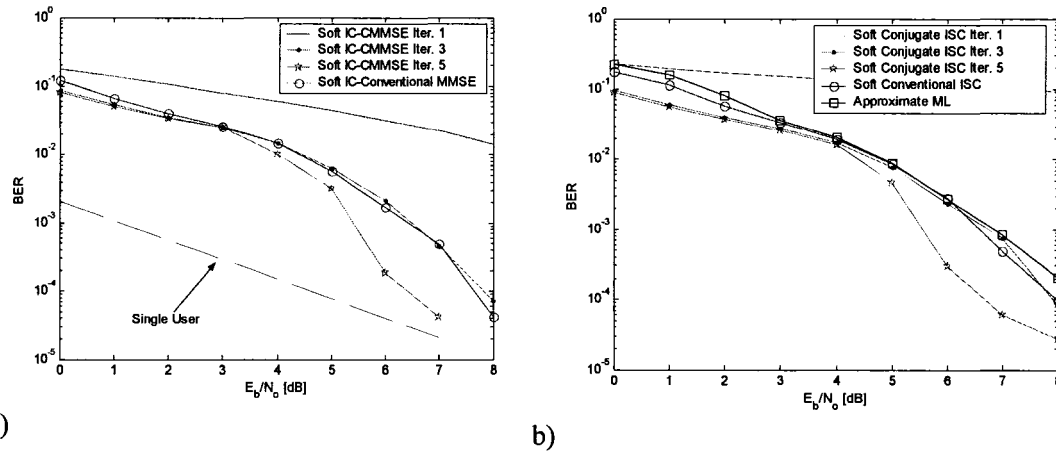 10^0
10^-1
10^-2
10^-3
10^-4
10^-5
BER
0 1 2 3 4 5 6 7 8
E_b/N_o [dB]
Soft IC-CMMSE Iter. 1
Soft IC-CMMSE Iter. 3
Soft IC-CMMSE Iter. 5
Soft IC-Conventional MMSE
Single User
)
10^0
10^-1
10^-2
10^-3
10^-4
10^-5
BER
0 1 2 3 4 5 6 7 8
E_b/N_o [dB]
Soft Conjugate ISC Iter. 1
Soft Conjugate ISC Iter. 3
Soft Conjugate ISC Iter. 5
Soft Conventional ISC
Approximate ML
b)